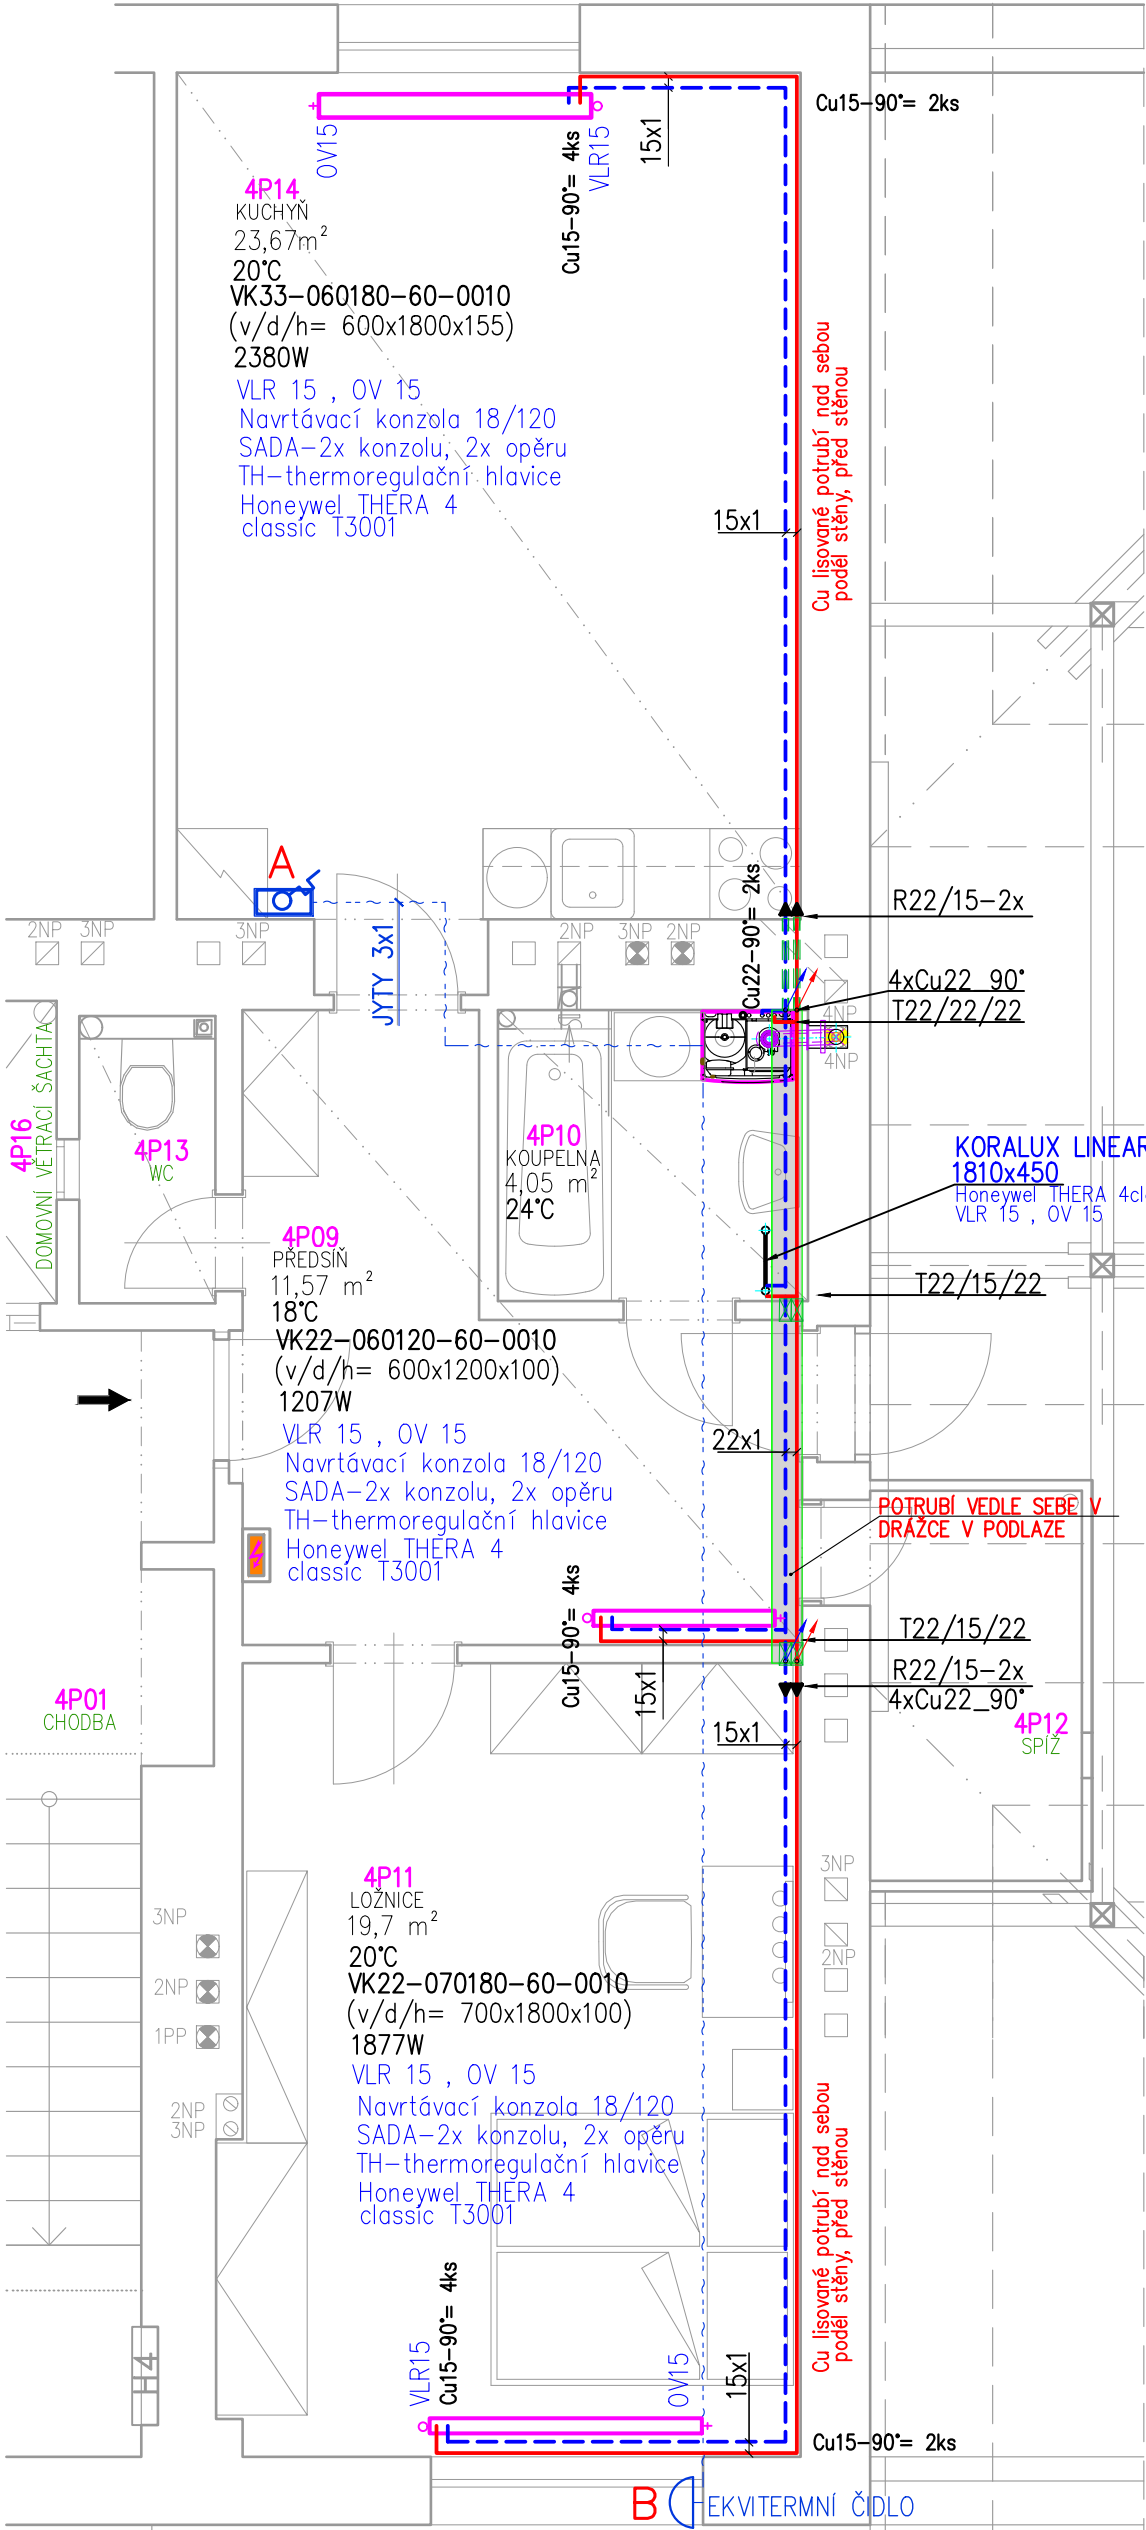 Cu15-90°= 2ks
OV15
Cu15-90°= 4ks
VLR15
15x1
4P14
KUCHYŇ
23,67m²
20°C
VK33-060180-60-0010
(v/d/h= 600x1800x155)
2380W
VLR 15 , OV 15
Navrtávací konzola 18/120
SADA-2x konzolu, 2x opěru
TH-thermoregulační hlavice
Honeywel THERA 4
classic T3001
Cu lisované potrubí nad sebou
podél stěny, před stěnou
15x1
A
JYTY 3x1
Cu22-90°= 2ks
R22/15-2x
2NP
3NP
3NP
2NP
3NP
2NP
4xCu22_90°
T22/22/22
4NP
4NP
DOMOVNÍ VĚTRACÍ ŠACHTA
4P16
4P13
WC
4P10
KOUPELNA
4,05 m²
24°C
KORALUX LINEAR
1810x450
Honeywel THERA 4cl
VLR 15 , OV 15
4P09
PŘEDSÍŇ
11,57 m²
18°C
VK22-060120-60-0010
(v/d/h= 600x1200x100)
1207W
VLR 15 , OV 15
Navrtávací konzola 18/120
SADA-2x konzolu, 2x opěru
TH-thermoregulační hlavice
Honeywel THERA 4
classic T3001
T22/15/22
22x1
POTRUBÍ VEDLE SEBE V
DRÁŽCE V PODLAZE
Cu15-90°= 4ks
15x1
T22/15/22
R22/15-2x
4xCu22_90°
15x1
4P01
CHODBA
4P12
SPÍŽ
4P11
LOŽNICE
19,7 m²
20°C
VK22-070180-60-0010
(v/d/h= 700x1800x100)
1877W
VLR 15 , OV 15
Navrtávací konzola 18/120
SADA-2x konzolu, 2x opěru
TH-thermoregulační hlavice
Honeywel THERA 4
classic T3001
3NP
2NP
1PP
2NP
3NP
3NP
2NP
Cu lisované potrubí nad sebou
podél stěny, před stěnou
H4
VLR15
Cu15-90°= 4ks
OV15
15x1
Cu15-90°= 2ks
B
EKVITERMNÍ ČIDLO